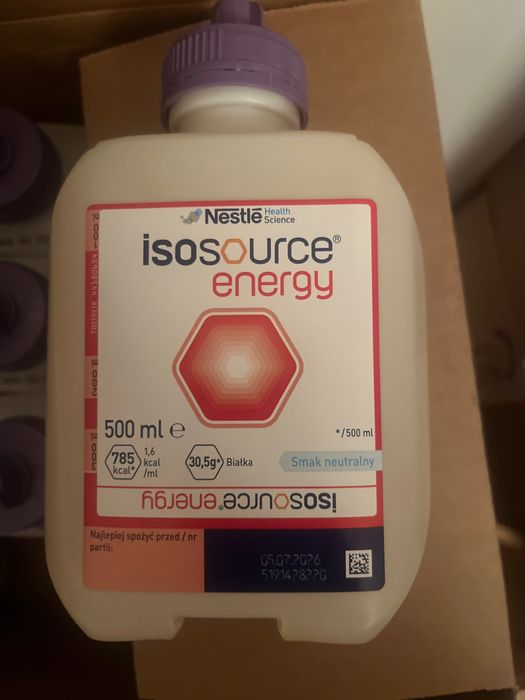 Nestlé Health Science
isosource®
energy
500 ml ℮
*/500 ml
785 kcal*
1,6 kcal /ml
30,5g* Białka
Smak neutralny
isosource® energy
Najlepiej spożyć przed / nr
partii:
05.07.2026
5191428220